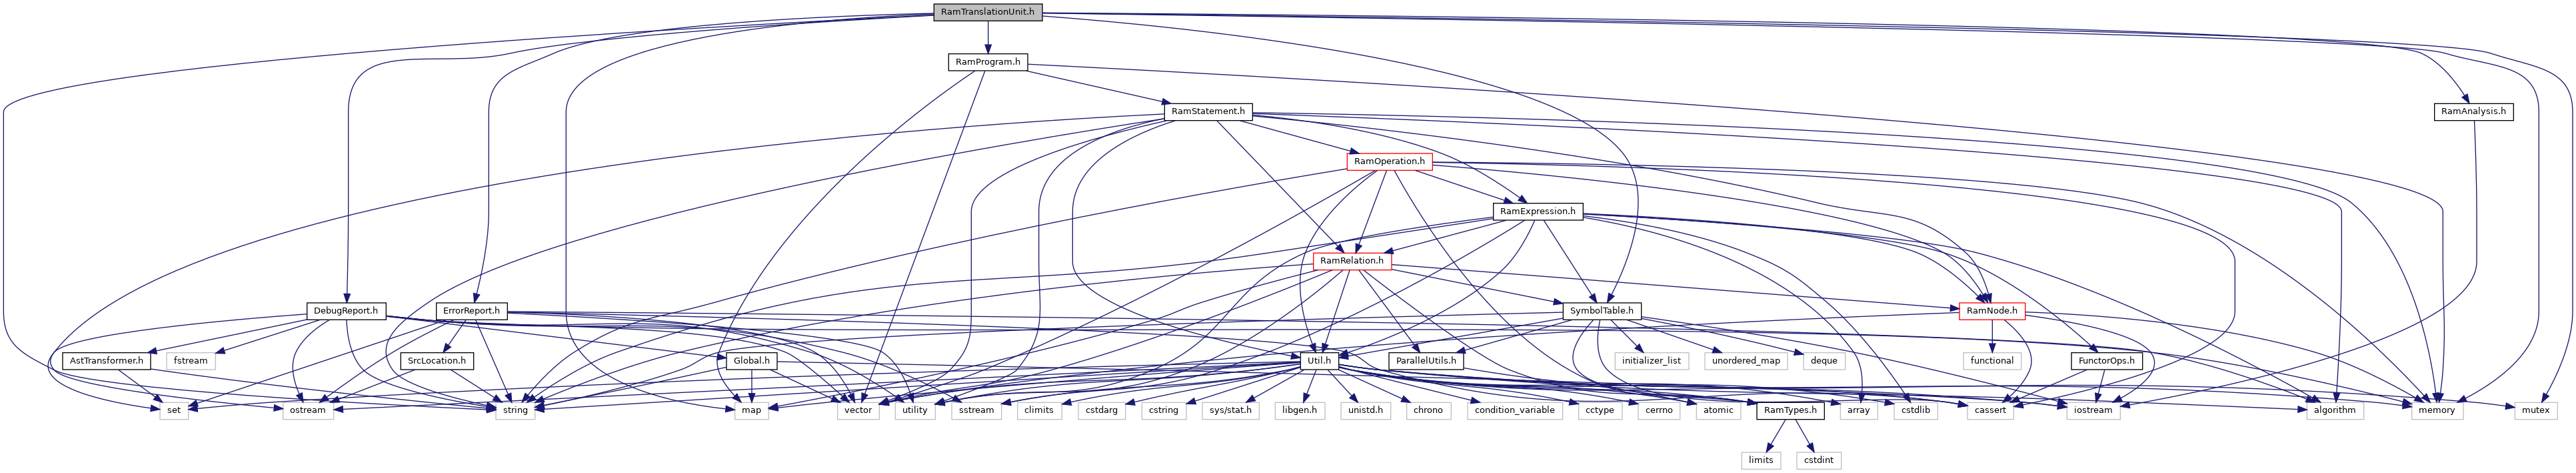 RamTranslationUnit.h
RamProgram.h
RamStatement.h
RamAnalysis.h
RamOperation.h
RamExpression.h
RamRelation.h
DebugReport.h
ErrorReport.h
SymbolTable.h
RamNode.h
AstTransformer.h
fstream
SrcLocation.h
Global.h
Util.h
ParallelUtils.h
initializer_list
unordered_map
deque
functional
FunctorOps.h
set
ostream
string
map
vector
utility
sstream
climits
cstdarg
cstring
sys/stat.h
libgen.h
unistd.h
chrono
condition_variable
cctype
cerrno
atomic
RamTypes.h
array
cstdlib
cassert
iostream
algorithm
memory
mutex
limits
cstdint